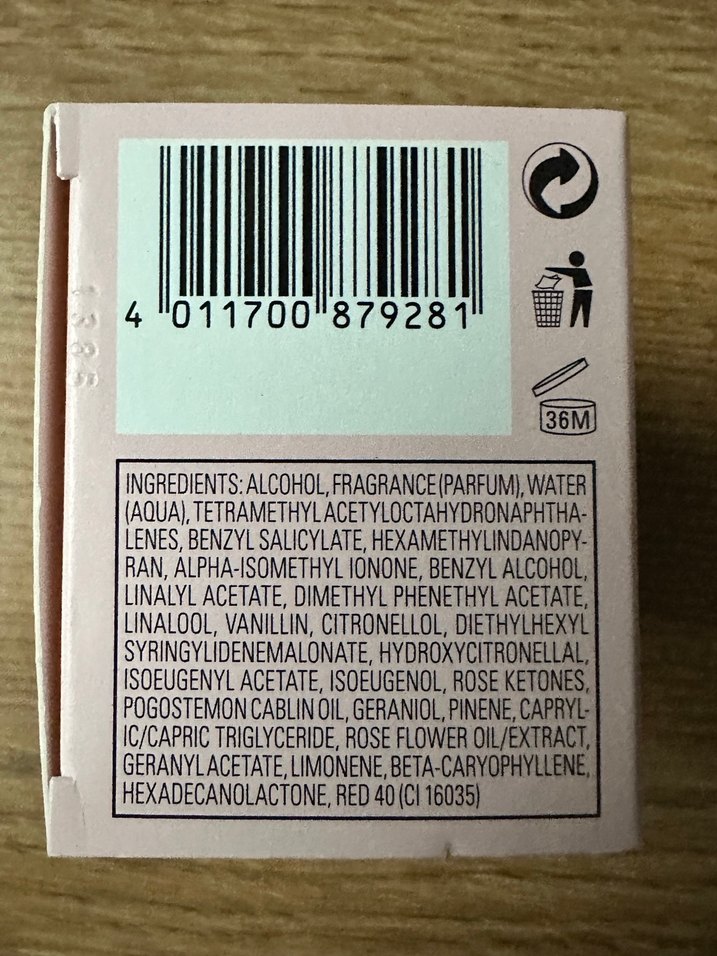 4 011700 879281
36M
INGREDIENTS: ALCOHOL, FRAGRANCE (PARFUM), WATER
(AQUA), TETRAMETHYL ACETYLOCTAHYDRONAPHTHA-
LENES, BENZYL SALICYLATE, HEXAMETHYLINDANOPY-
RAN, ALPHA-ISOMETHYL IONONE, BENZYL ALCOHOL,
LINALYL ACETATE, DIMETHYL PHENETHYL ACETATE,
LINALOOL, VANILLIN, CITRONELLOL, DIETHYLHEXYL
SYRINGYLIDENEMALONATE, HYDROXYCITRONELLAL,
ISOEUGENYL ACETATE, ISOEUGENOL, ROSE KETONES,
POGOSTEMON CABLIN OIL, GERANIOL, PINENE, CAPRYL-
IC/CAPRIC TRIGLYCERIDE, ROSE FLOWER OIL/EXTRACT,
GERANYL ACETATE, LIMONENE, BETA-CARYOPHYLLENE,
HEXADECANOLACTONE, RED 40 (CI 16035)